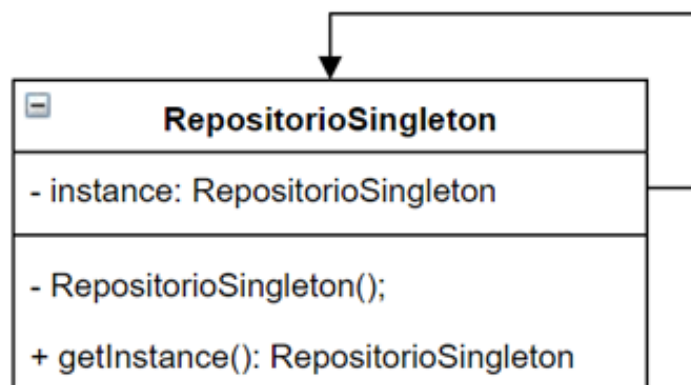 RepositorioSingleton
- instance: RepositorioSingleton
- RepositorioSingleton();
+ getInstance(): RepositorioSingleton